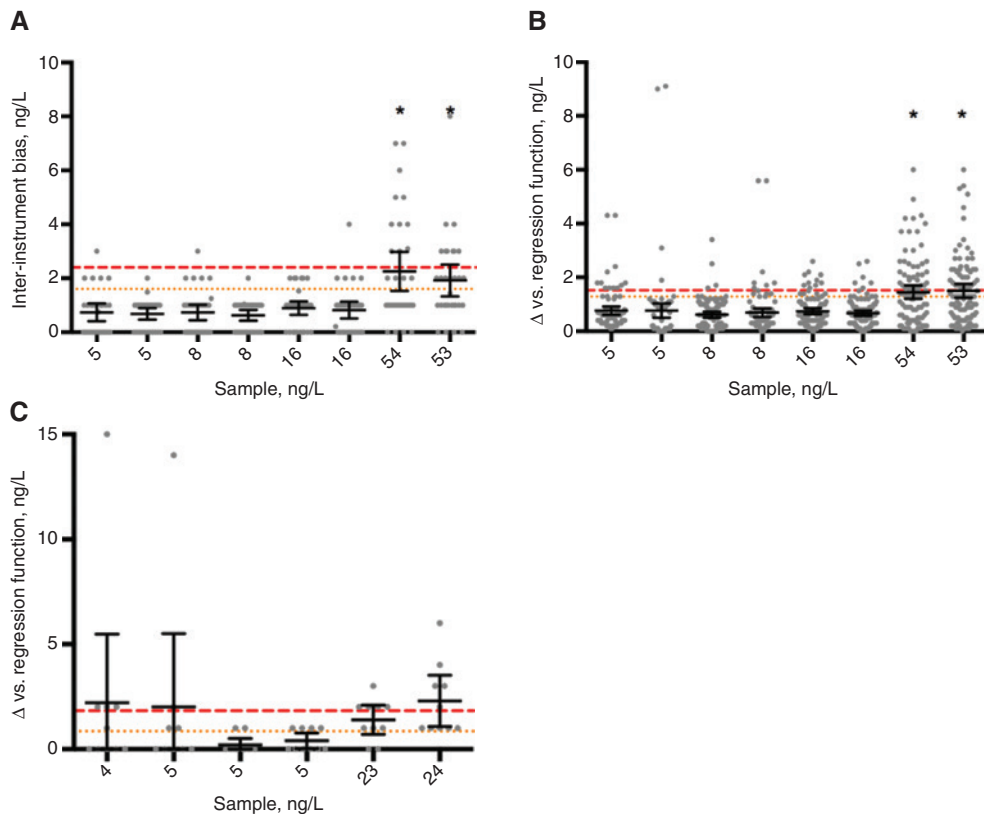 A
Inter-instrument bias, ng/L
10
8
6
4
2
0
* *
5 5 8 8 16 16 54 53
Sample, ng/L
B
Δ vs. regression function, ng/L
10
8
6
4
2
0
* *
5 5 8 8 16 16 54 53
Sample, ng/L
C
Δ vs. regression function, ng/L
15
10
5
0
4 5 5 5 23 24
Sample, ng/L